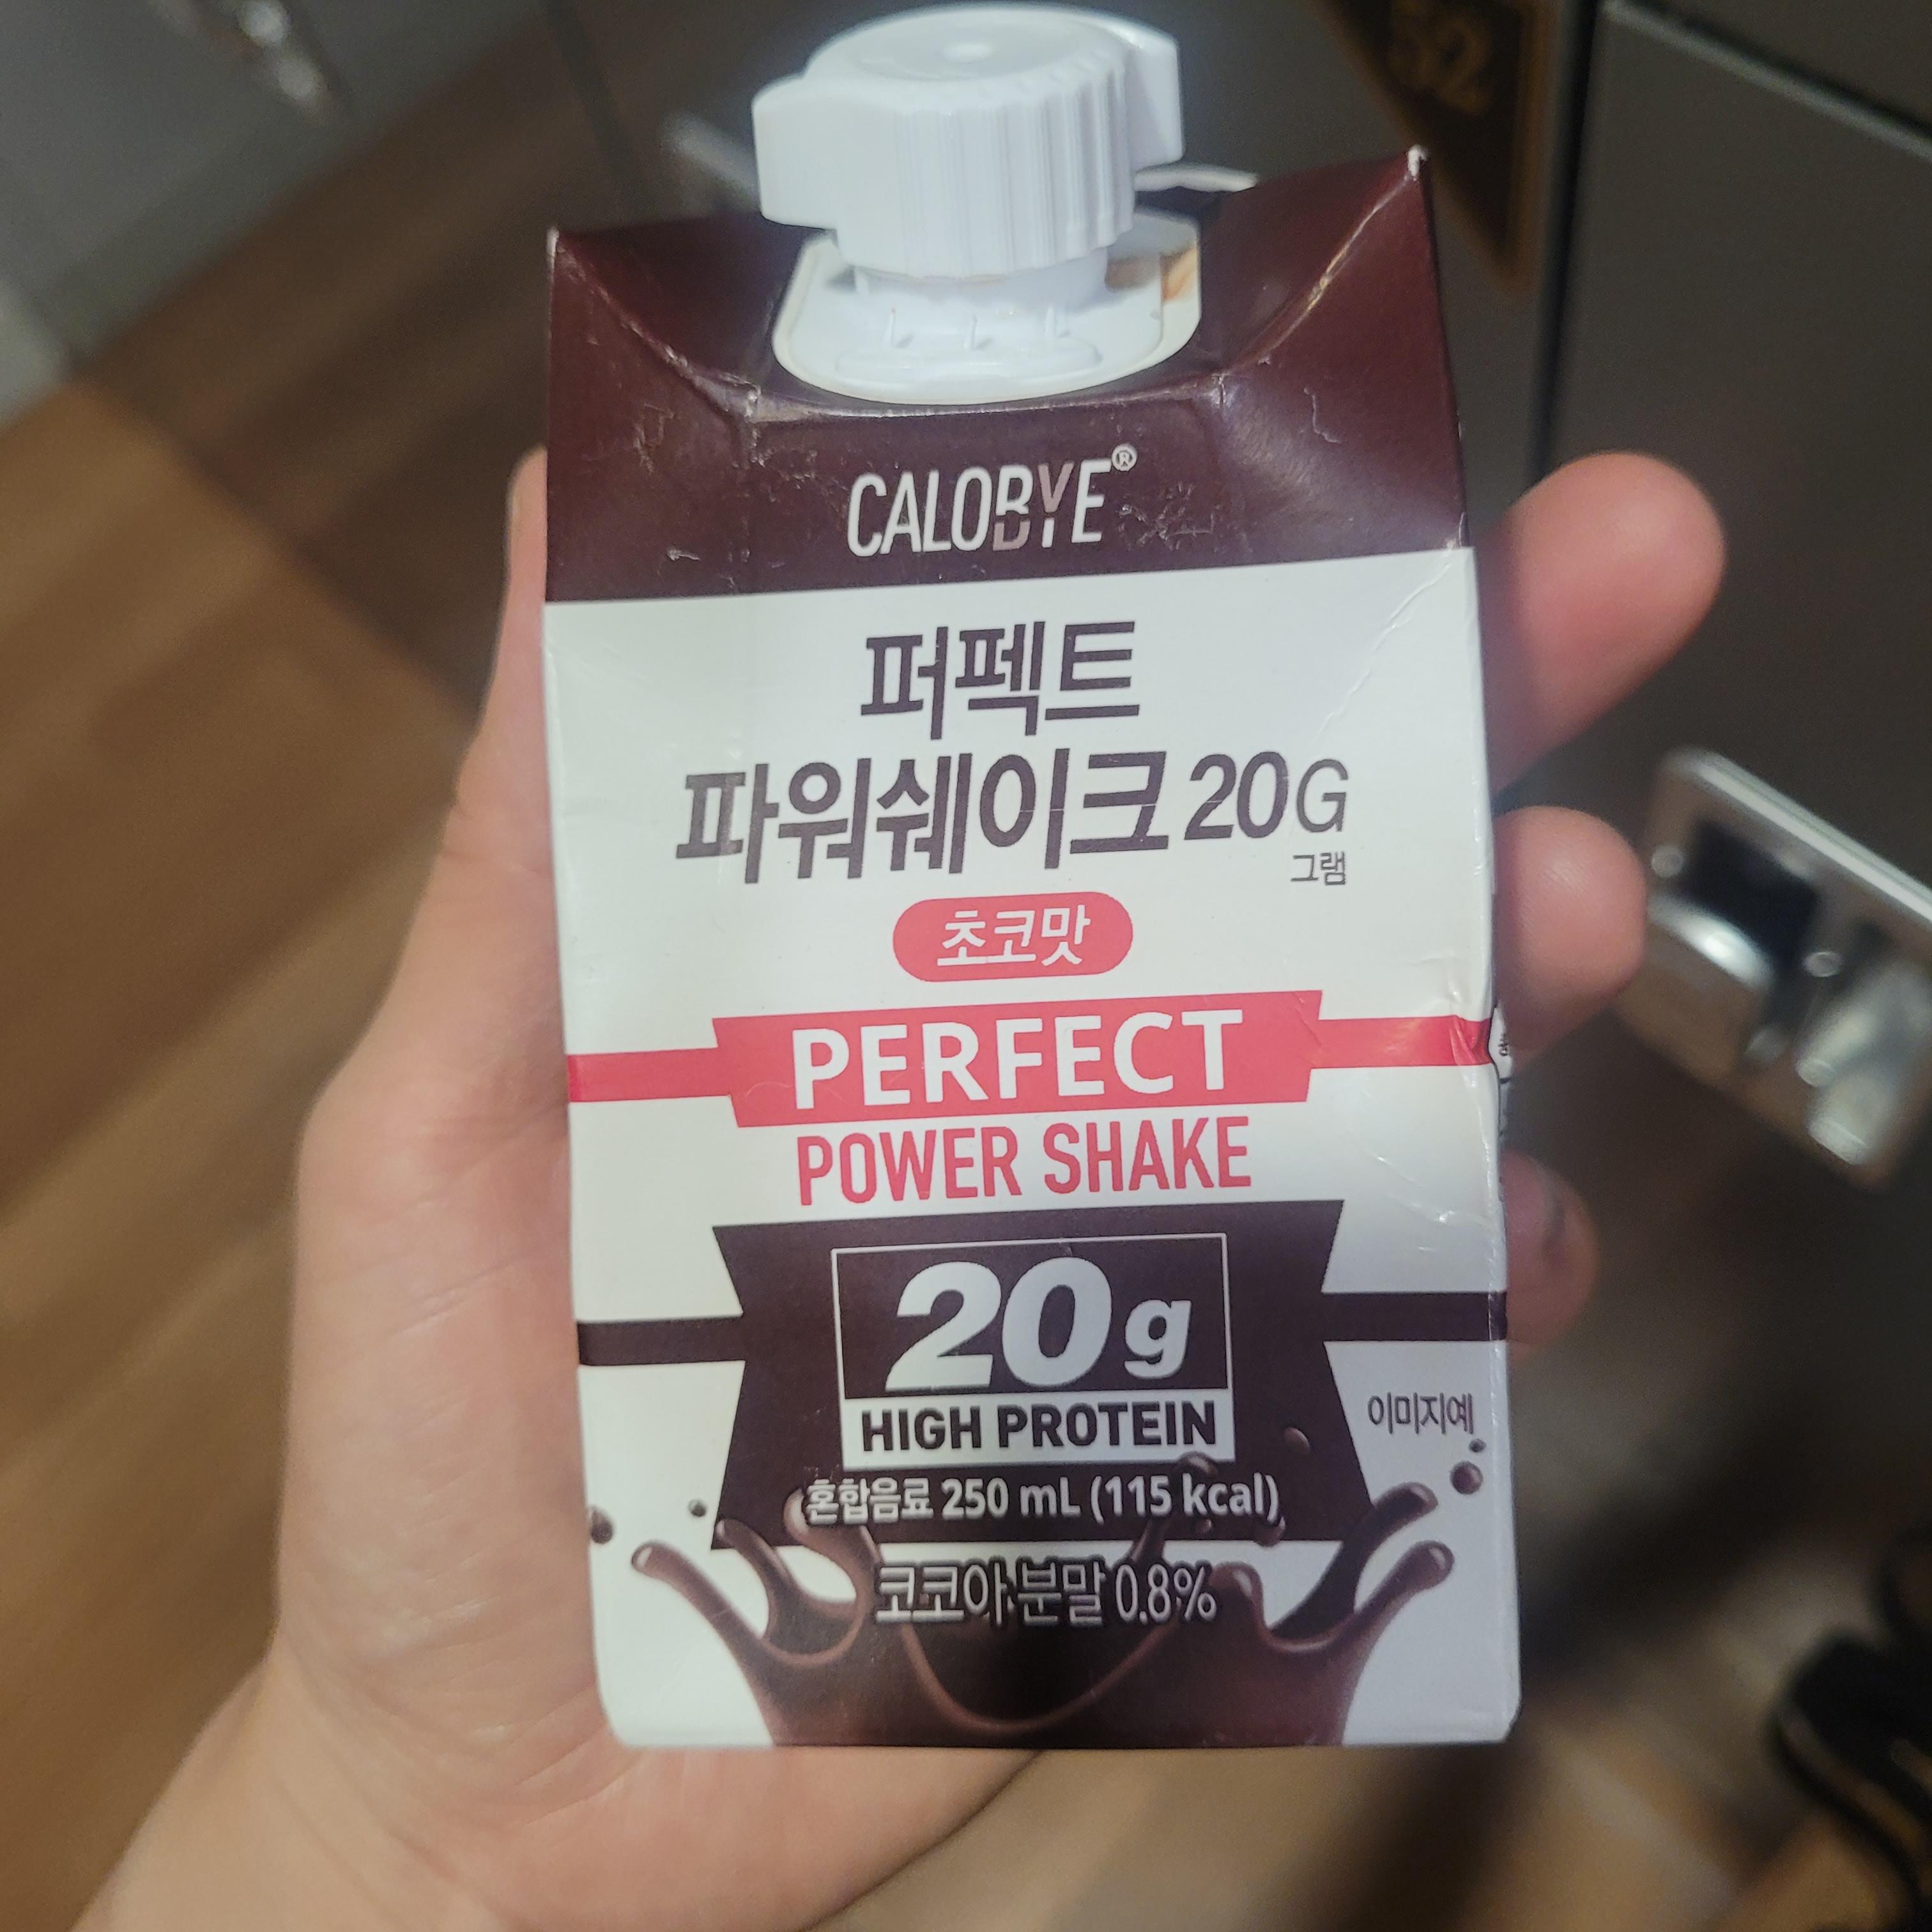 52
CALOBYE®
퍼펙트
파워쉐이크 20G
그램
초코맛
PERFECT
POWER SHAKE
20g
HIGH PROTEIN
이미지예
혼합음료 250 mL (115 kcal)
코코아분말 0.8%